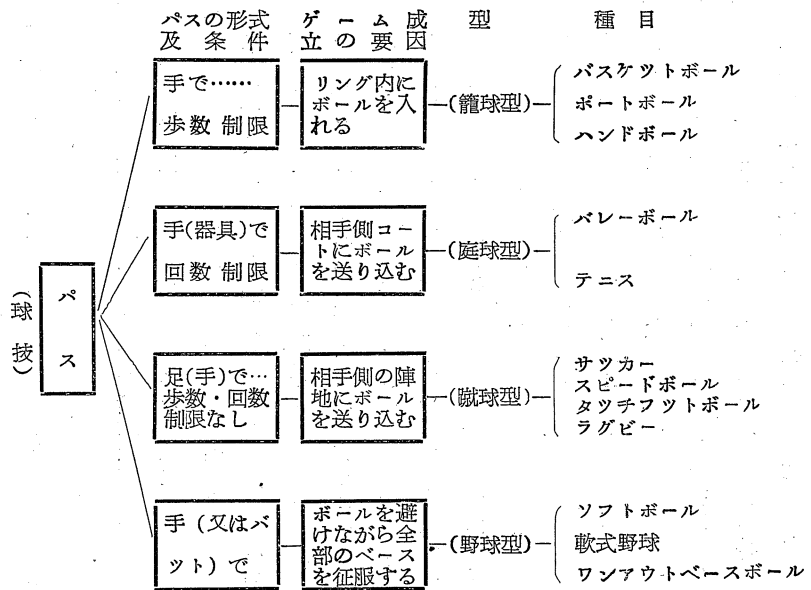 パスの形式
及条件
ゲーム成
立の要因
型
種目
(球技)
パス
手で……
歩数制限
リング内に
ボールを入
れる
(籠球型)
バスケツトボール
ポートボール
ハンドボール
手(器具)で
回数制限
相手側コー
トにボール
を送り込む
(庭球型)
バレーボール
テニス
足(手)で…
歩数・回数
制限なし
相手側の陣
地にボール
を送り込む
(蹴球型)
サツカー
スピードボール
タツチフツトボール
ラグビー
手(又はバ
ツト)で
ボールを避
けながら全
部のベース
を征服する
(野球型)
ソフトボール
軟式野球
ワンアウトベースボール